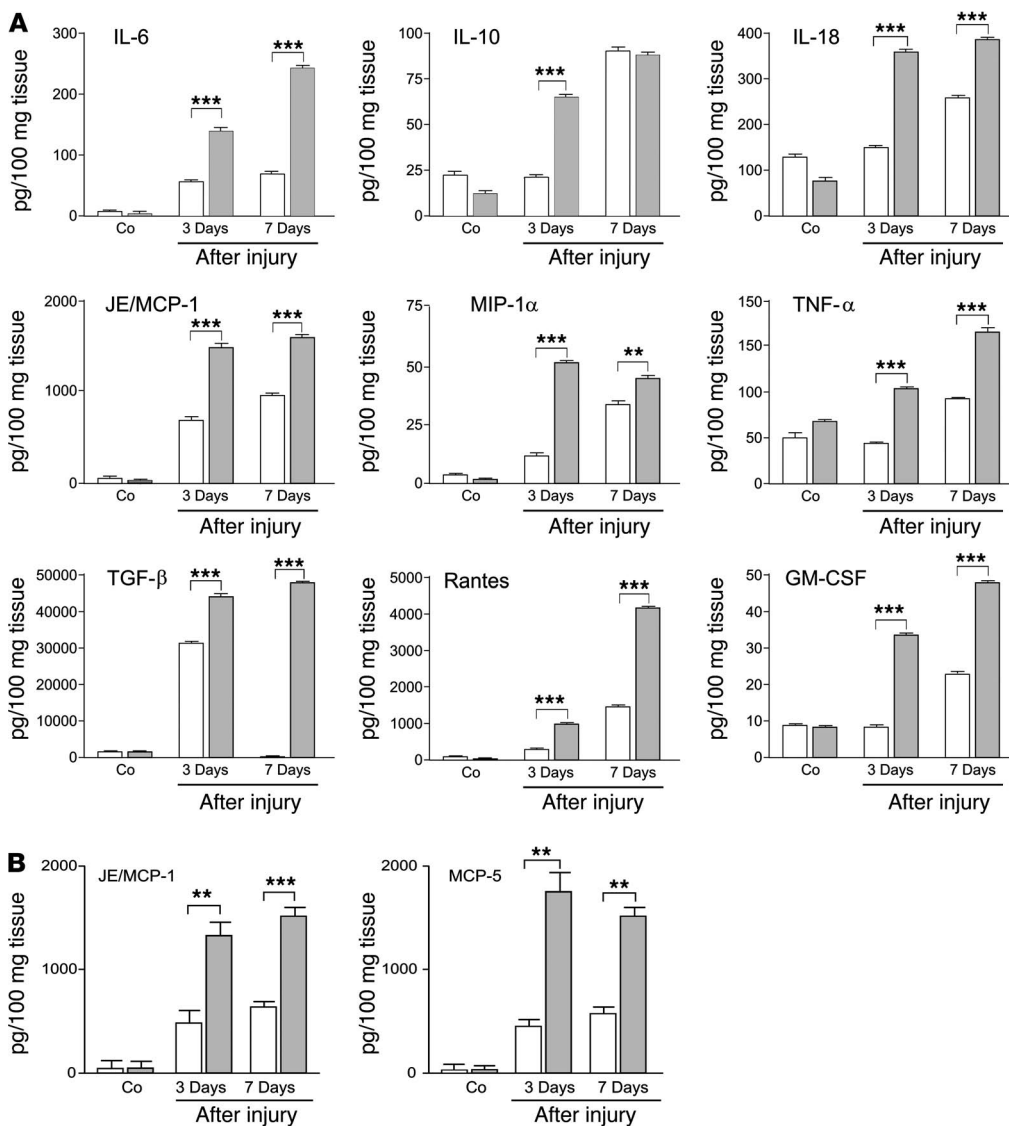 A
IL-6
pg/100 mg tissue
300
200
100
0
***
***
Co
3 Days
7 Days
After injury
IL-10
pg/100 mg tissue
100
75
50
25
0
***
Co
3 Days
7 Days
After injury
IL-18
pg/100 mg tissue
400
300
200
100
0
***
***
Co
3 Days
7 Days
After injury
JE/MCP-1
pg/100 mg tissue
2000
1000
0
***
***
Co
3 Days
7 Days
After injury
MIP-1α
pg/100 mg tissue
75
50
25
0
***
**
Co
3 Days
7 Days
After injury
TNF-α
pg/100 mg tissue
150
150
100
50
0
***
***
Co
3 Days
7 Days
After injury
TGF-β
pg/100 mg tissue
50000
40000
30000
20000
10000
0
***
***
Co
3 Days
7 Days
After injury
Rantes
pg/100 mg tissue
5000
4000
3000
2000
1000
0
***
***
Co
3 Days
7 Days
After injury
GM-CSF
pg/100 mg tissue
50
40
30
20
10
0
***
***
Co
3 Days
7 Days
After injury
B
JE/MCP-1
pg/100 mg tissue
2000
1000
0
**
***
Co
3 Days
7 Days
After injury
MCP-5
pg/100 mg tissue
2000
1000
0
**
**
Co
3 Days
7 Days
After injury